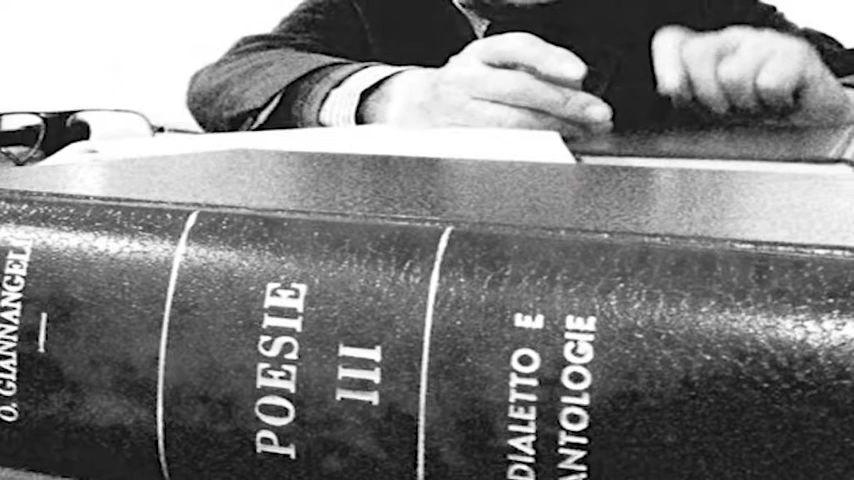 O. GIANNANGELI
POESIE
III
DIALETTO E
ANTOLOGIE